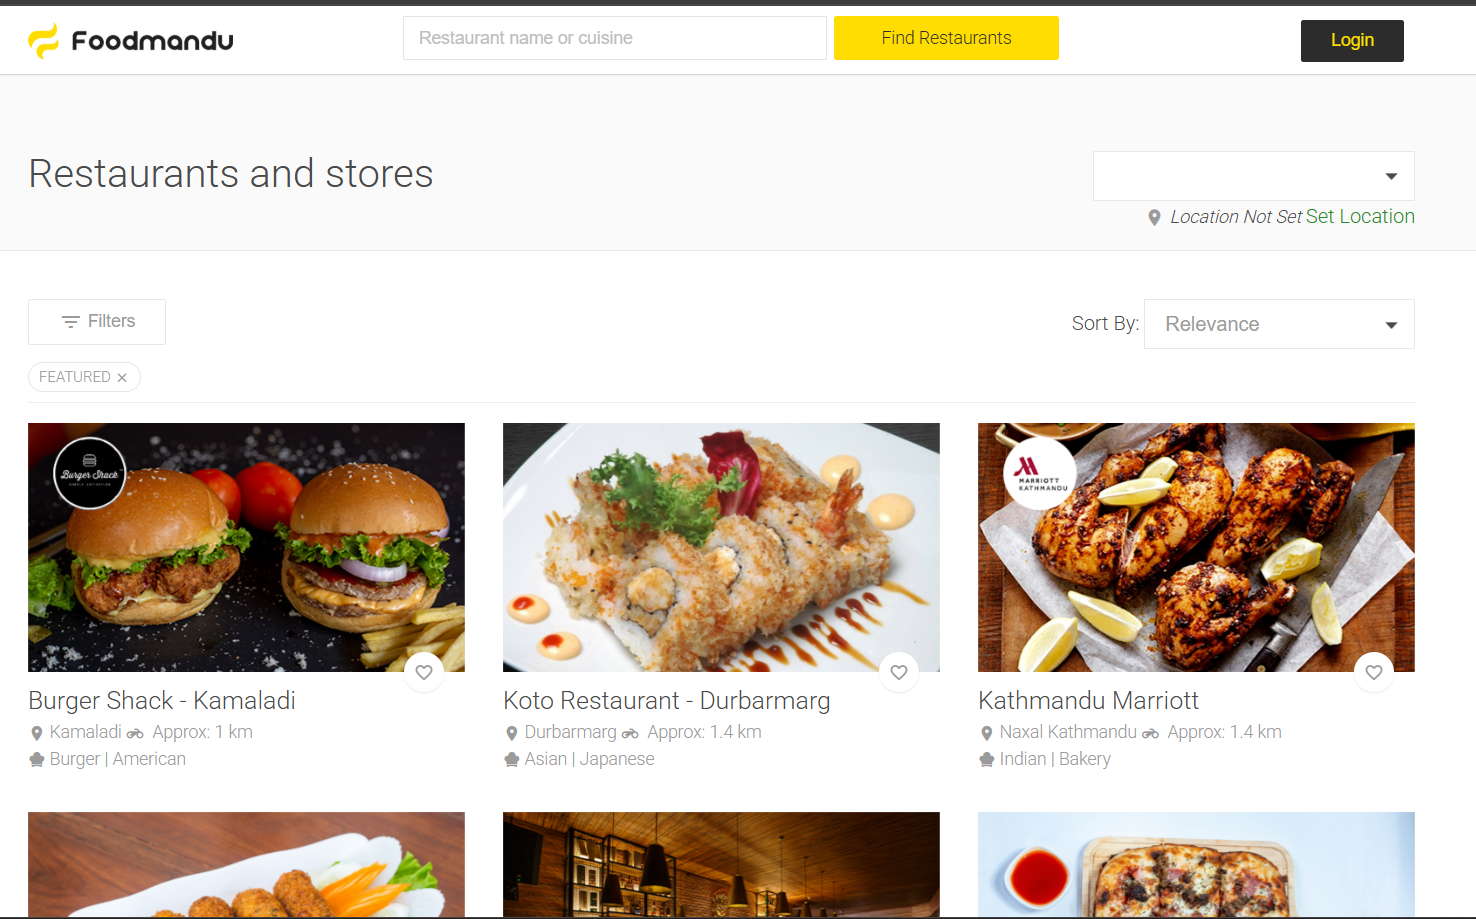 Foodmandu
Restaurant name or cuisine
Find Restaurants
Login
Restaurants and stores
Location Not Set Set Location
Filters
Sort By: Relevance
FEATURED
Burger Shack
SIMPLY SATISFYING
MARRIOTT
KATHMANDU
Burger Shack - Kamaladi
Kamaladi Approx: 1 km
Burger | American
Koto Restaurant - Durbarmarg
Durbarmarg Approx: 1.4 km
Asian | Japanese
Kathmandu Marriott
Naxal Kathmandu Approx: 1.4 km
Indian | Bakery